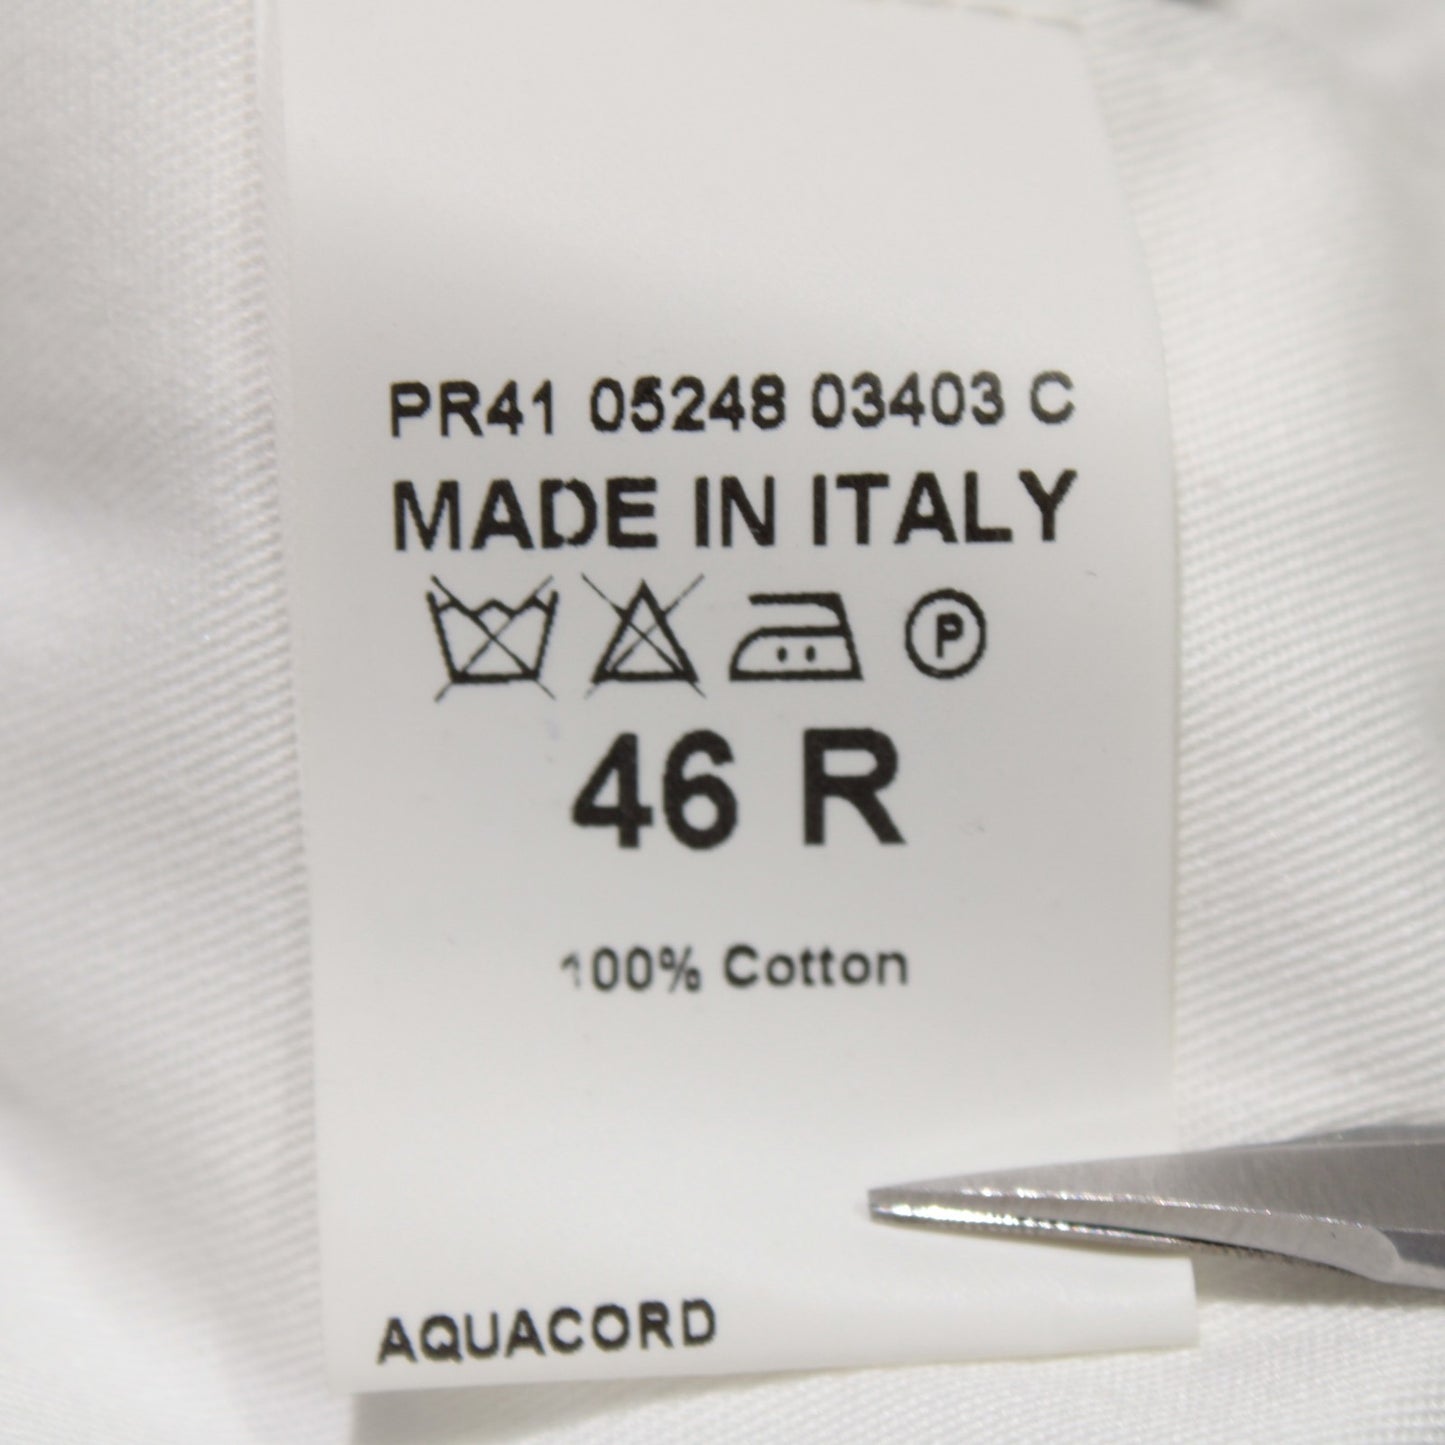 PR41 05248 03403 C
MADE IN ITALY
P
46 R
100% Cotton
AQUACORD